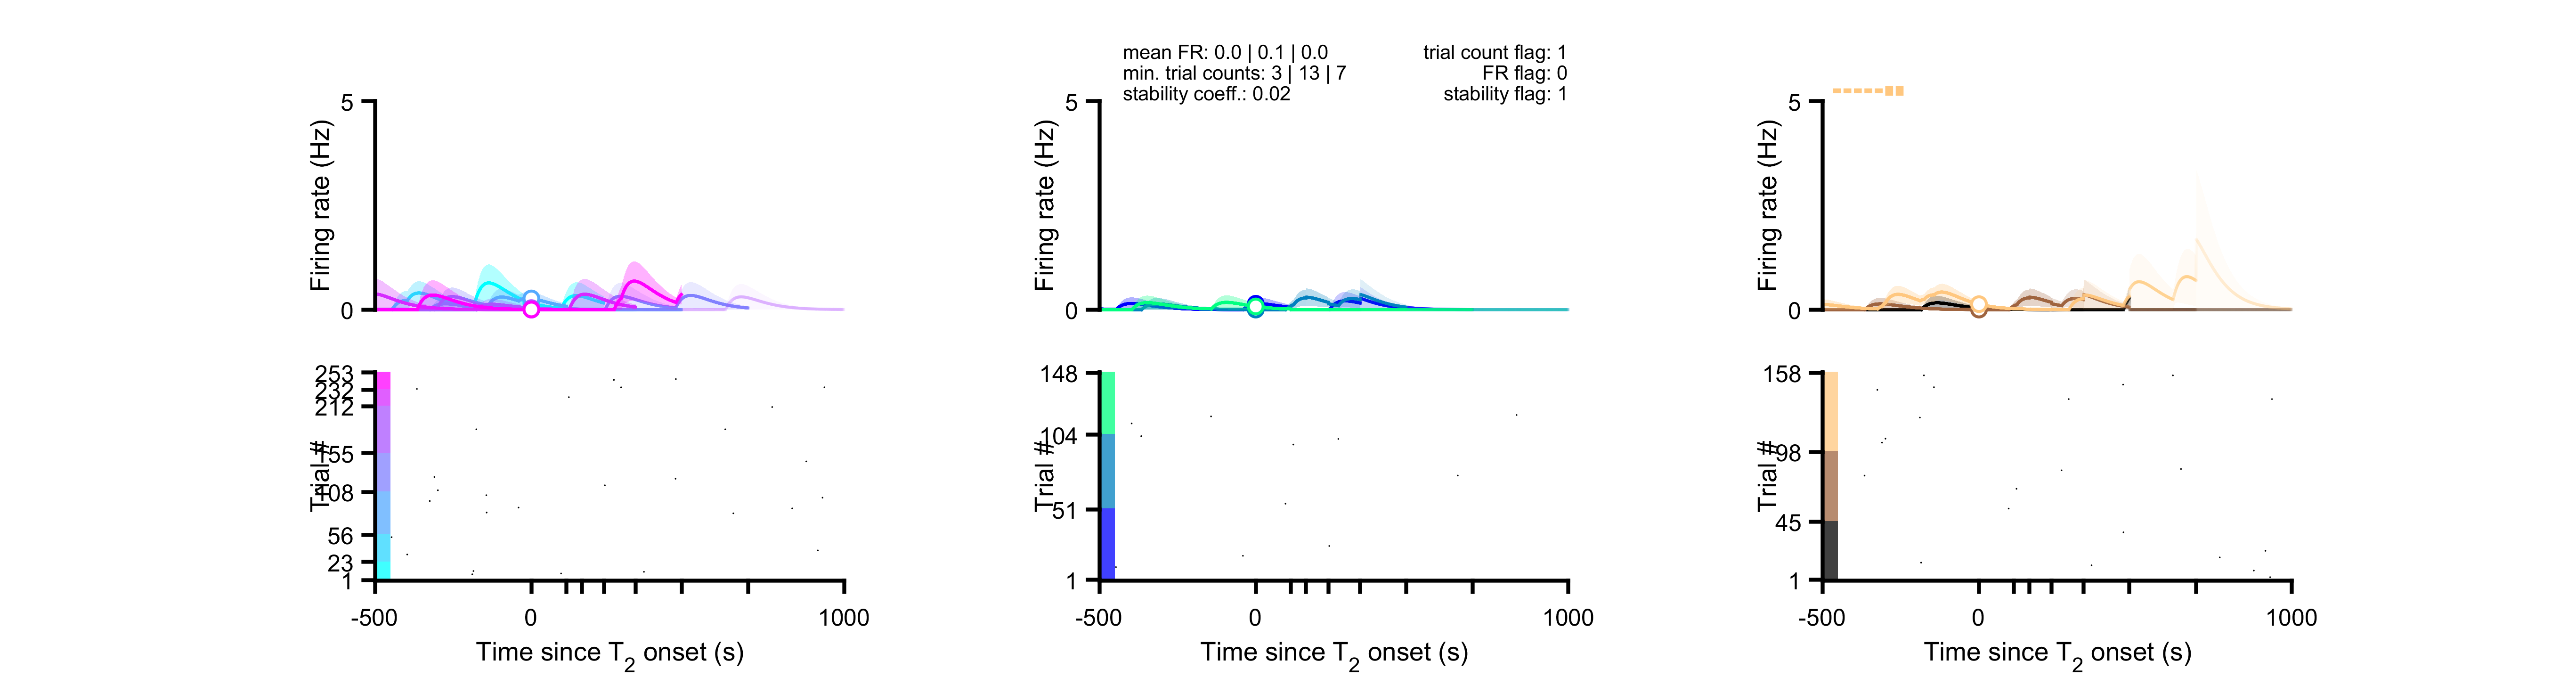 mean FR: 0.0 | 0.1 | 0.0
min. trial counts: 3 | 13 | 7
stability coeff.: 0.02
trial count flag: 1
FR flag: 0
stability flag: 1
5
0
Firing rate (Hz)
5
0
Firing rate (Hz)
5
0
Firing rate (Hz)
253
232
212
155
108
56
23
1
Trial #
-500
0
1000
Time since T2 onset (s)
148
104
51
1
Trial #
-500
0
1000
Time since T2 onset (s)
158
98
45
1
Trial #
-500
0
1000
Time since T2 onset (s)